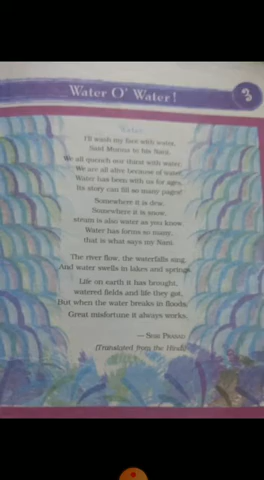 Water O' Water !
3
Water
I'll wash my face with water,
Said Munna to his Nani.
We all quench our thirst with water.
We are all alive because of water.
Water has been with us for ages,
Its story can fill so many pages!
Somewhere it is dew,
Somewhere it is snow,
steam is also water as you know.
Water has forms so many,
that is what says my Nani.
The river flow, the waterfalls sing,
And water swells in lakes and springs.
Life on earth it has brought,
watered fields and life they got,
But when the water breaks in floods,
Great misfortune it always works.
(Translated from the Hindi)